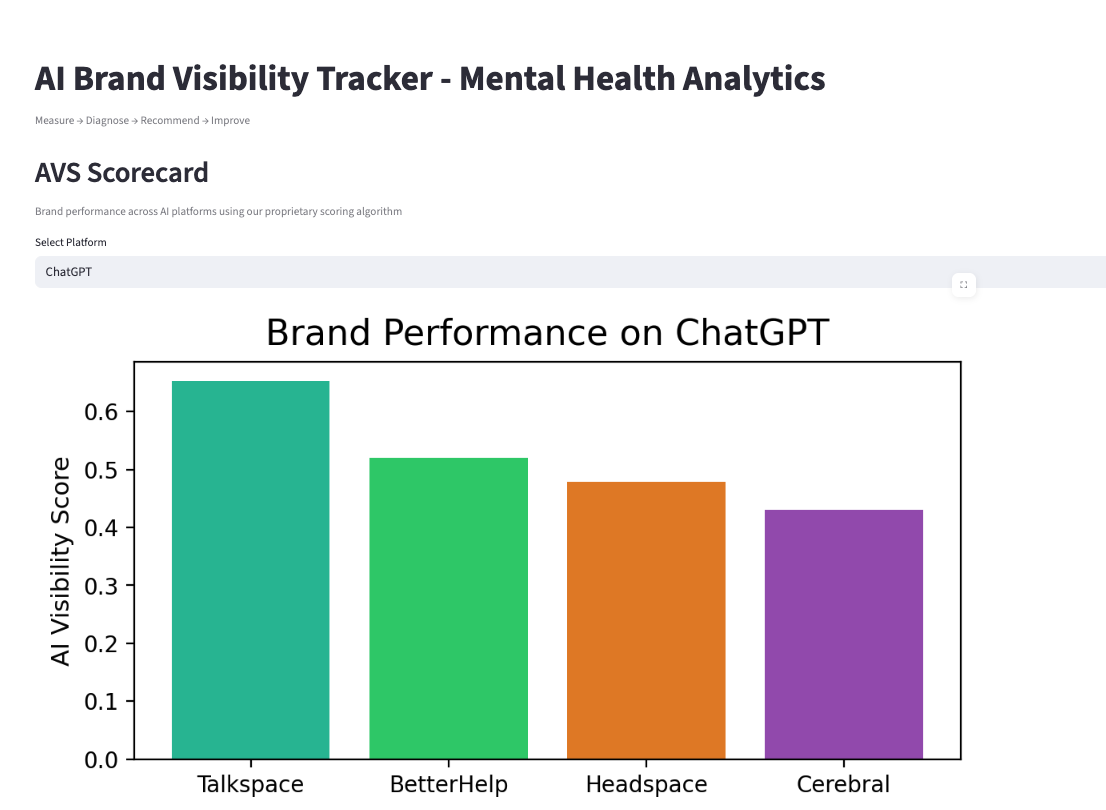 AI Brand Visibility Tracker - Mental Health Analytics
Measure → Diagnose → Recommend → Improve
AVS Scorecard
Brand performance across AI platforms using our proprietary scoring algorithm
Select Platform
ChatGPT
Brand Performance on ChatGPT
AI Visibility Score
0.6
0.5
0.4
0.3
0.2
0.1
0.0
Talkspace BetterHelp Headspace Cerebral